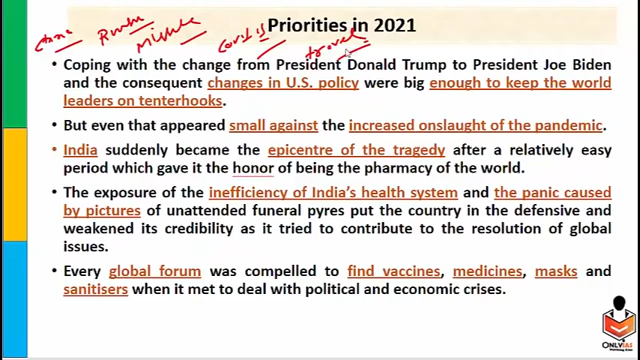 Priorities in 2021
China Russia Middle Covid 19 travel
Coping with the change from President Donald Trump to President Joe Biden
and the consequent changes in U.S. policy were big enough to keep the world
leaders on tenterhooks.
But even that appeared small against the increased onslaught of the pandemic.
India suddenly became the epicentre of the tragedy after a relatively easy
period which gave it the honor of being the pharmacy of the world.
The exposure of the inefficiency of India's health system and the panic caused
by pictures of unattended funeral pyres put the country in the defensive and
weakened its credibility as it tried to contribute to the resolution of global
issues.
Every global forum was compelled to find vaccines, medicines, masks and
sanitisers when it met to deal with political and economic crises.
ONLYIAS